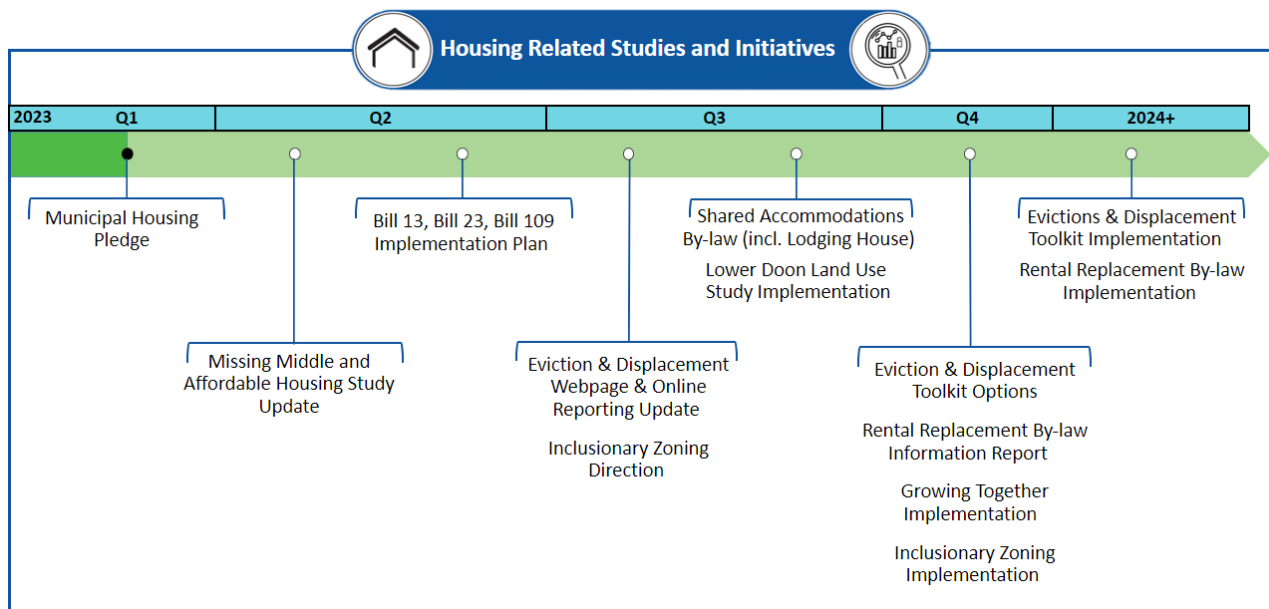 Housing Related Studies and Initiatives
2023 Q1 Q2 Q3 Q4 2024+
Municipal Housing
Pledge
Missing Middle and
Affordable Housing Study
Update
Bill 13, Bill 23, Bill 109
Implementation Plan
Eviction & Displacement
Webpage & Online
Reporting Update
Inclusionary Zoning
Direction
Shared Accommodations
By-law (incl. Lodging House)
Lower Doon Land Use
Study Implementation
Eviction & Displacement
Toolkit Options
Rental Replacement By-law
Information Report
Growing Together
Implementation
Inclusionary Zoning
Implementation
Evictions & Displacement
Toolkit Implementation
Rental Replacement By-law
Implementation